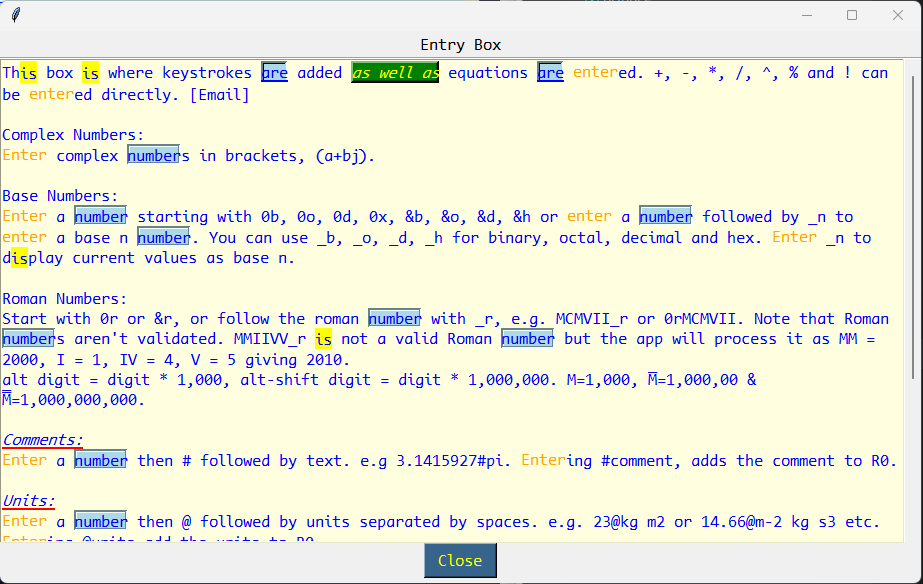 Entry Box
This box is where keystrokes are added as well as equations are entered. +, -, *, /, ^, % and ! can
be entered directly. [Email]
Complex Numbers:
Enter complex numbers in brackets, (a+bj).
Base Numbers:
Enter a number starting with 0b, 0o, 0d, 0x, &b, &o, &d, &h or enter a number followed by _n to
enter a base n number. You can use _b, _o, _d, _h for binary, octal, decimal and hex. Enter _n to
display current values as base n.
Roman Numbers:
Start with 0r or &r, or follow the roman number with _r, e.g. MCMVII_r or 0rMCMVII. Note that Roman
numbers aren't validated. MMIIVV_r is not a valid Roman number but the app will process it as MM =
2000, I = 1, IV = 4, V = 5 giving 2010.
alt digit = digit * 1,000, alt-shift digit = digit * 1,000,000. M=1,000, M̅=1,000,00 &
M̿=1,000,000,000.
Comments:
Enter a number then # followed by text. e.g 3.1415927#pi. Entering #comment, adds the comment to R0.
Units:
Enter a number then @ followed by units separated by spaces. e.g. 23@kg m2 or 14.66@m-2 kg s3 etc.
Entering @units add the units to R0
Close